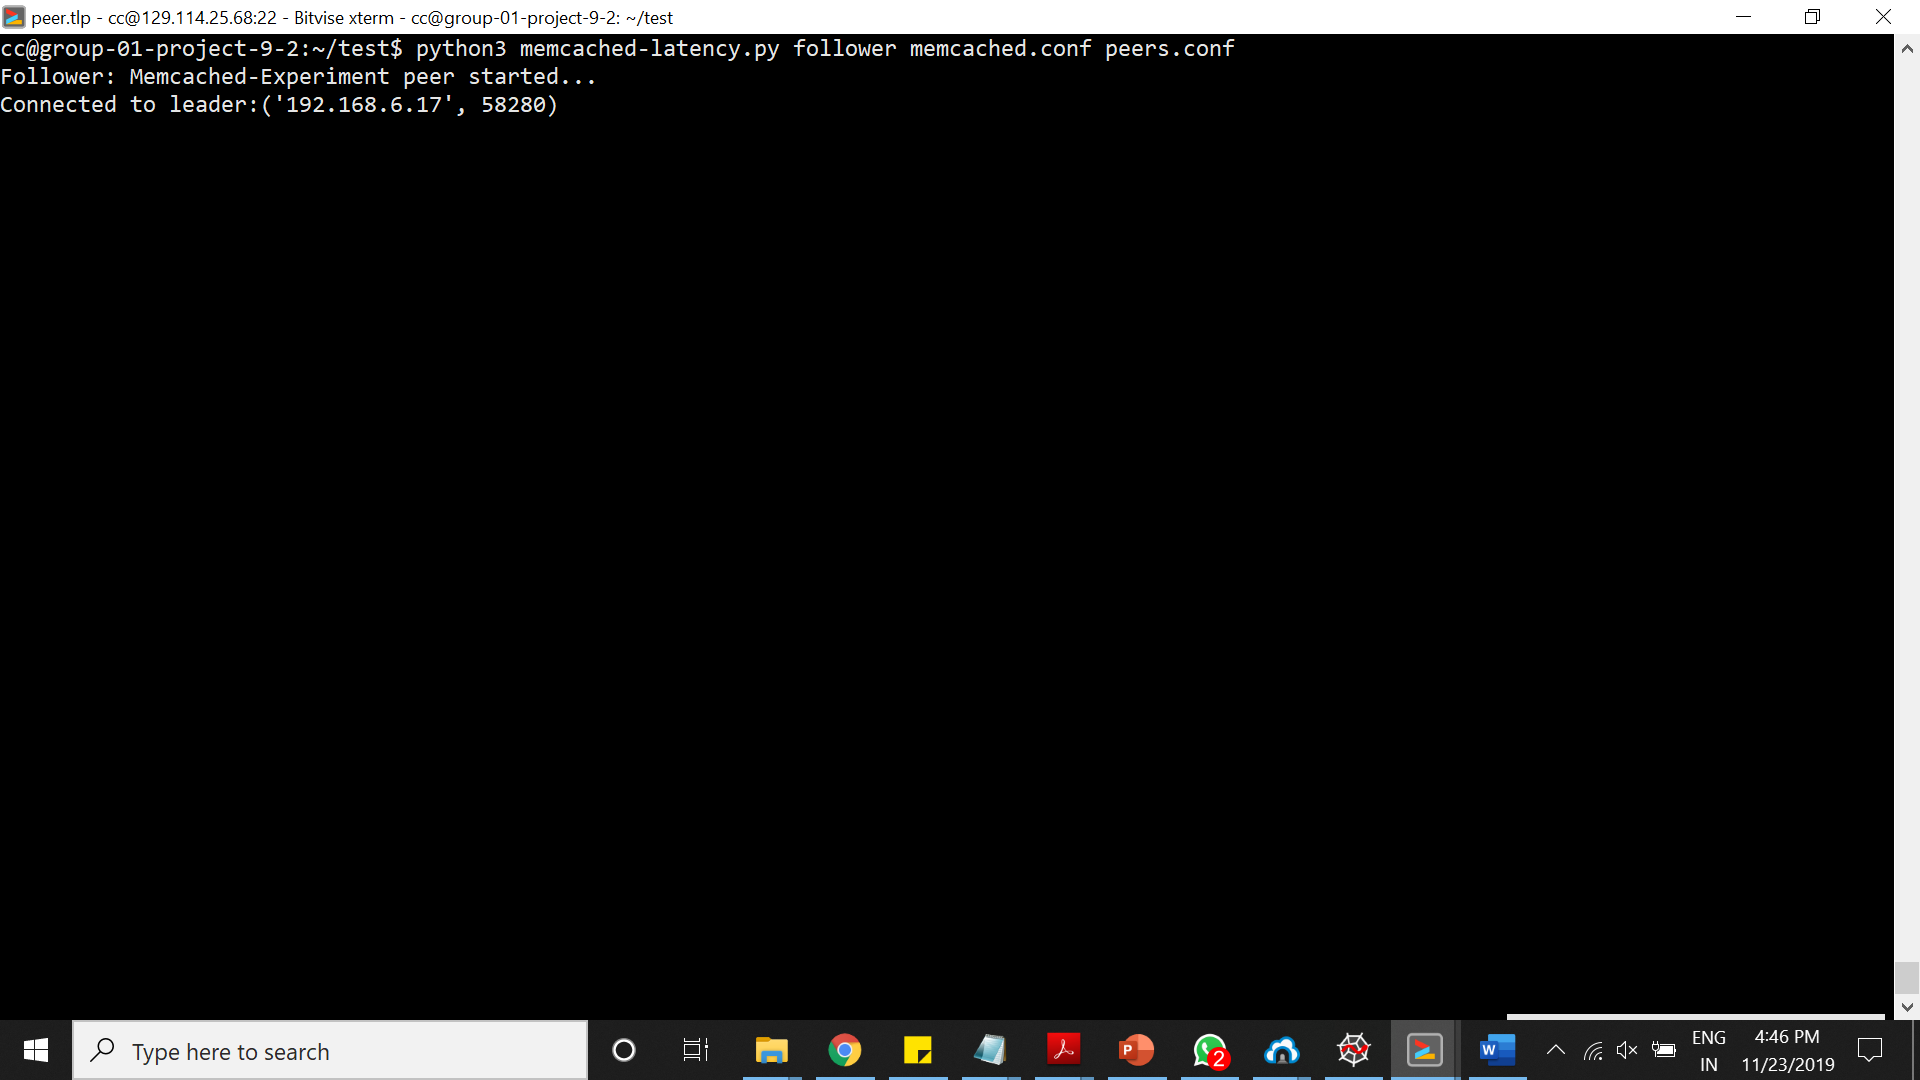 peer.tlp - cc@129.114.25.68:22 - Bitvise xterm - cc@group-01-project-9-2: ~/test
cc@group-01-project-9-2:~/test$ python3 memcached-latency.py follower memcached.conf peers.conf
Follower: Memcached-Experiment peer started...
Connected to leader:('192.168.6.17', 58280)
Type here to search
P
2
W
ENG
IN
4:46 PM
11/23/2019